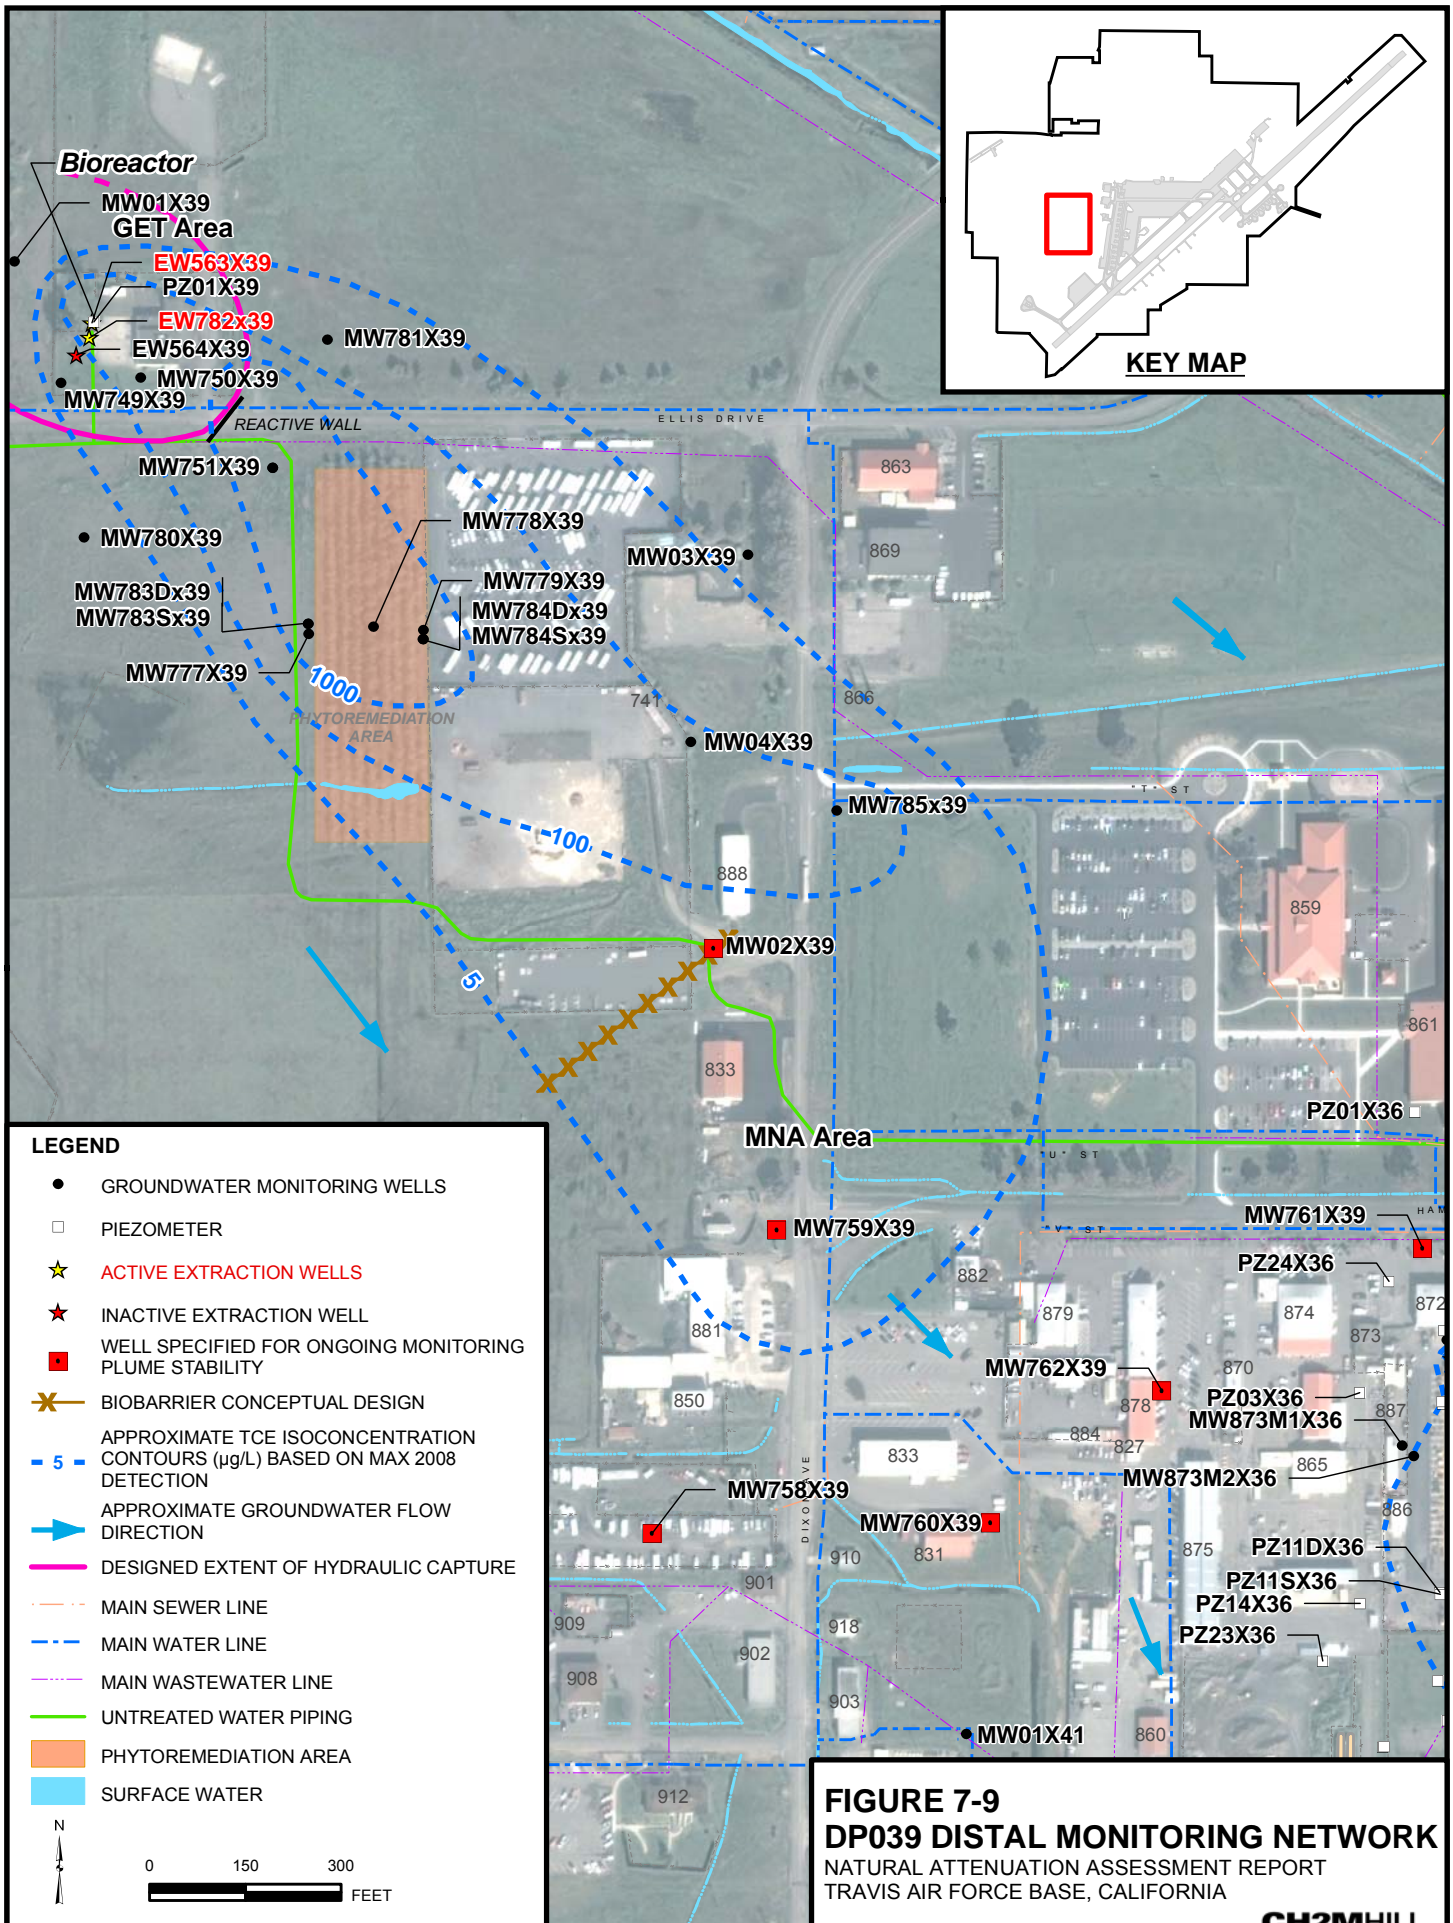 Bioreactor
MW01X39
GET Area
EW563X39
PZ01X39
EW782x39
EW564X39
MW781X39
MW750X39
MW749X39
KEY MAP
ELLIS DRIVE
REACTIVE WALL
MW751X39
863
MW778X39
MW780X39
MW03X39
869
MW779X39
MW783Dx39
MW783Sx39
MW784Dx39
MW784Sx39
MW777X39
1000
741
866
PHYTOREMEDIATION
AREA
MW04X39
"T" ST
MW785x39
100
888
859
MW02X39
5
861
833
PZ01X36
MNA Area
"U" ST
HAM
MW761X39
"V" ST
MW759X39
PZ24X36
882
879
874
872
873
881
MW762X39
870
PZ03X36
850
878
887
MW873M1X36
884
827
833
865
MW873M2X36
MW758X39
DIXON AVE
886
MW760X39
831
910
875
PZ11DX36
901
PZ11SX36
PZ14X36
909
918
PZ23X36
902
908
903
860
MW01X41
912
LEGEND
GROUNDWATER MONITORING WELLS
PIEZOMETER
ACTIVE EXTRACTION WELLS
INACTIVE EXTRACTION WELL
WELL SPECIFIED FOR ONGOING MONITORING
PLUME STABILITY
BIOBARRIER CONCEPTUAL DESIGN
5
APPROXIMATE TCE ISOCONCENTRATION
CONTOURS (µg/L) BASED ON MAX 2008
DETECTION
APPROXIMATE GROUNDWATER FLOW
DIRECTION
DESIGNED EXTENT OF HYDRAULIC CAPTURE
MAIN SEWER LINE
MAIN WATER LINE
MAIN WASTEWATER LINE
UNTREATED WATER PIPING
PHYTOREMEDIATION AREA
SURFACE WATER
N
0 150 300
FEET
FIGURE 7-9
DP039 DISTAL MONITORING NETWORK
NATURAL ATTENUATION ASSESSMENT REPORT
TRAVIS AIR FORCE BASE, CALIFORNIA
CH2MHILL